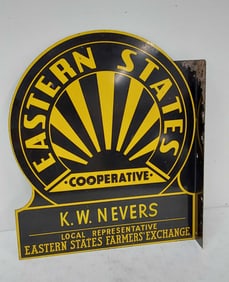 EASTERN STATES
·COOPERATIVE·
K.W. NEVERS
LOCAL REPRESENTATIVE
EASTERN STATES FARMERS' EXCHANGE